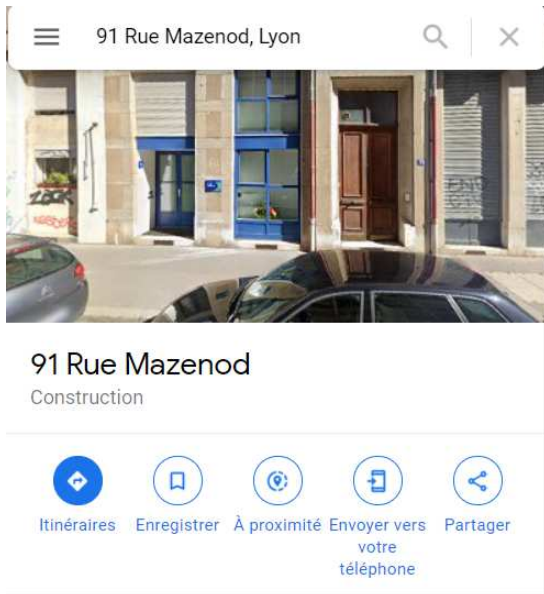 91 Rue Mazenod, Lyon
91 Rue Mazenod
Construction
Itinéraires
Enregistrer
À proximité
Envoyer vers
votre
téléphone
Partager